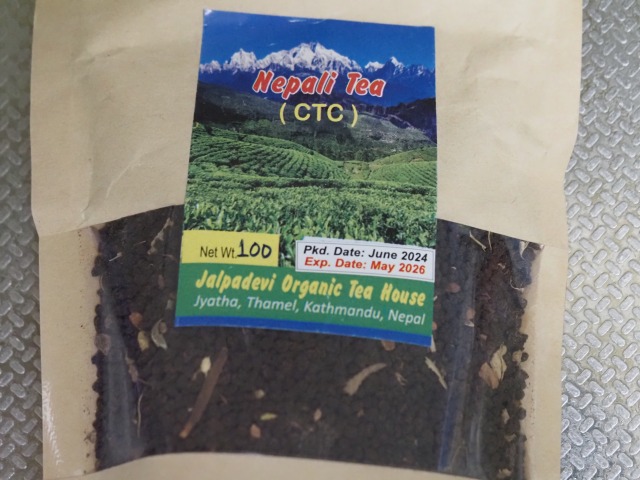 Nepali Tea
( CTC )
Net Wt. 100
Pkd. Date: June 2024
Exp. Date: May 2026
Jalpadevi Organic Tea House
Jyatha, Thamel, Kathmandu, Nepal